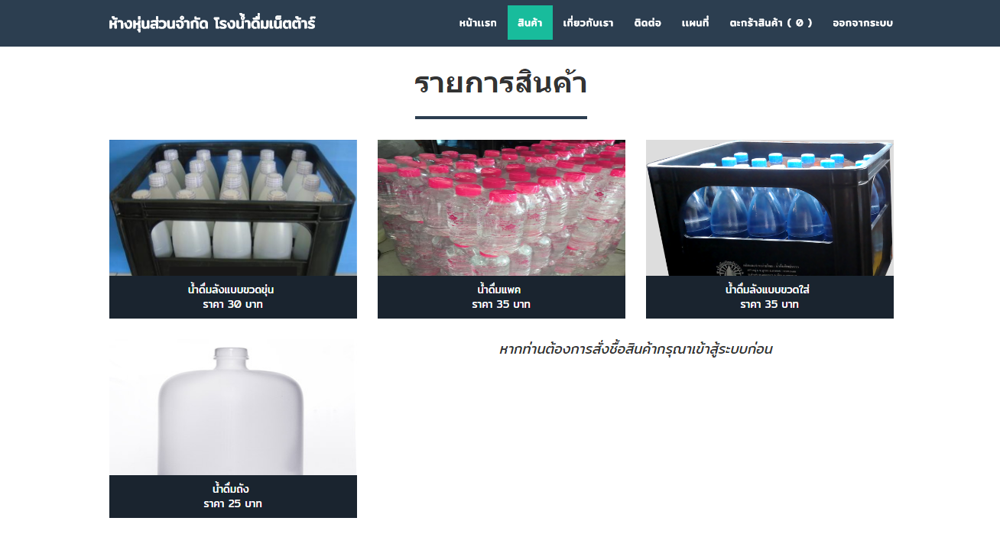 ห้างหุ่นส่วนจำกัด โรงน้ำดื่มเน็ตต้าร์
หน้าแรก สินค้า เกี่ยวกับเรา ติดต่อ แผนที่ ตะกร้าสินค้า ( 0 ) ออกจากระบบ
รายการสินค้า
น้ำดื่มลังแบบขวดขุ่น
ราคา 30 บาท
น้ำดื่มแพค
ราคา 35 บาท
น้ำดื่มลังแบบขวดใส่
ราคา 35 บาท
หากท่านต้องการสั่งซื้อสินค้ากรุณาเข้าสู้ระบบก่อน
น้ำดื่มถัง
ราคา 25 บาท